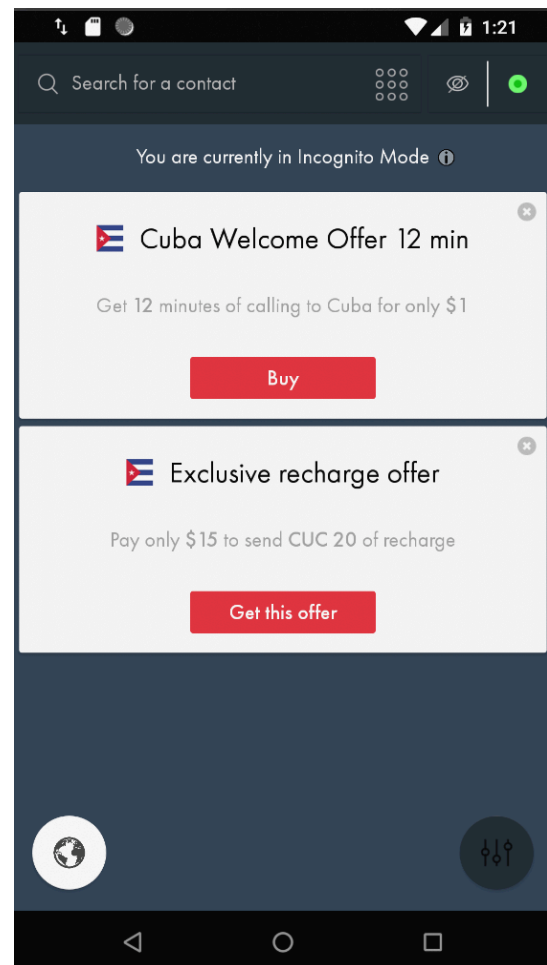 1:21
Search for a contact
You are currently in Incognito Mode
Cuba Welcome Offer 12 min
Get 12 minutes of calling to Cuba for only $1
Buy
Exclusive recharge offer
Pay only $15 to send CUC 20 of recharge
Get this offer